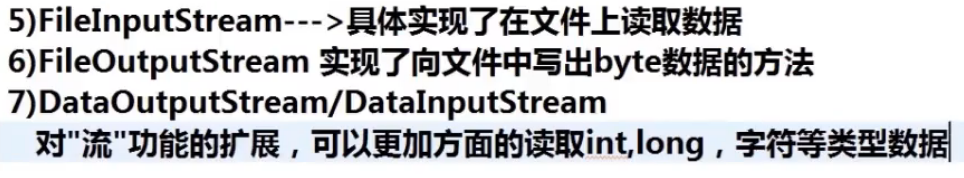 5)FileInputStream--->具体实现了在文件上读取数据
6)FileOutputStream 实现了向文件中写出byte数据的方法
7)DataOutputStream/DataInputStream
对"流"功能的扩展，可以更加方面的读取int,long，字符等类型数据